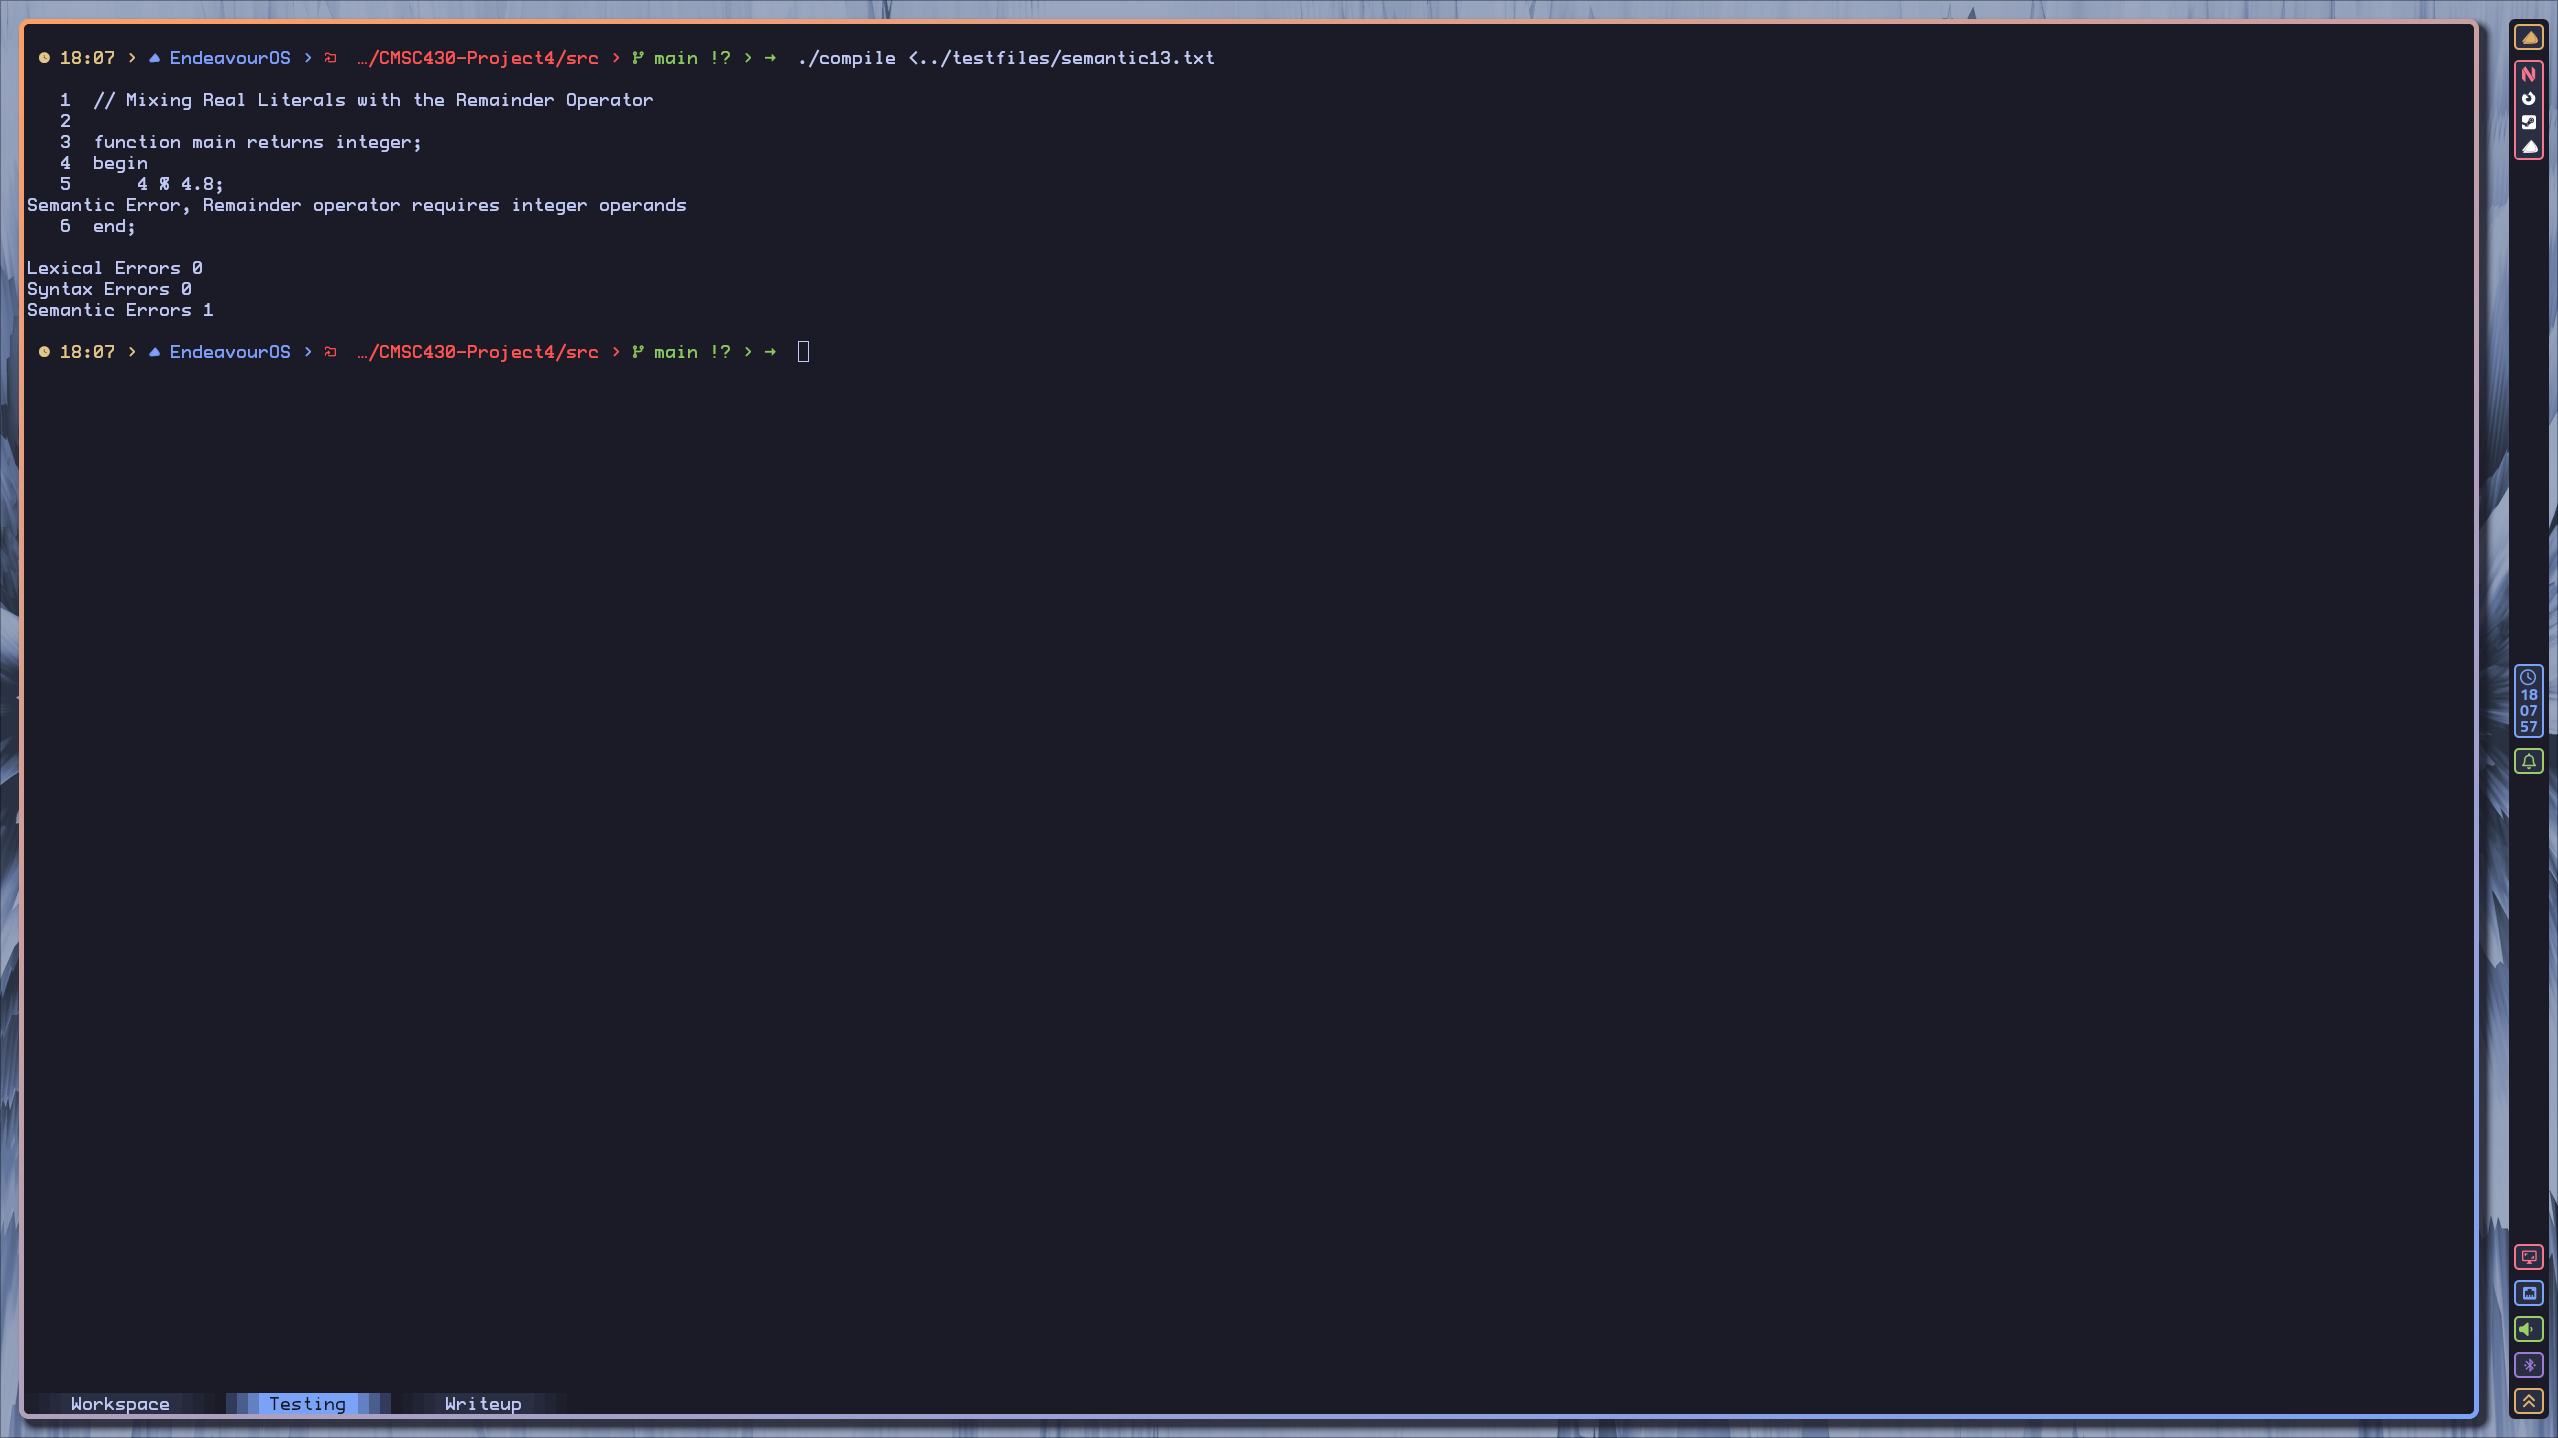 18:07 > EndeavourOS > …/CMSC430-Project4/src > main !? > → ./compile <../testfiles/semantic13.txt
1 // Mixing Real Literals with the Remainder Operator
2
3 function main returns integer;
4 begin
5 4 % 4.8;
Semantic Error, Remainder operator requires integer operands
6 end;
Lexical Errors 0
Syntax Errors 0
Semantic Errors 1
18:07 > EndeavourOS > …/CMSC430-Project4/src > main !? > →
Workspace Testing Writeup
18
07
57